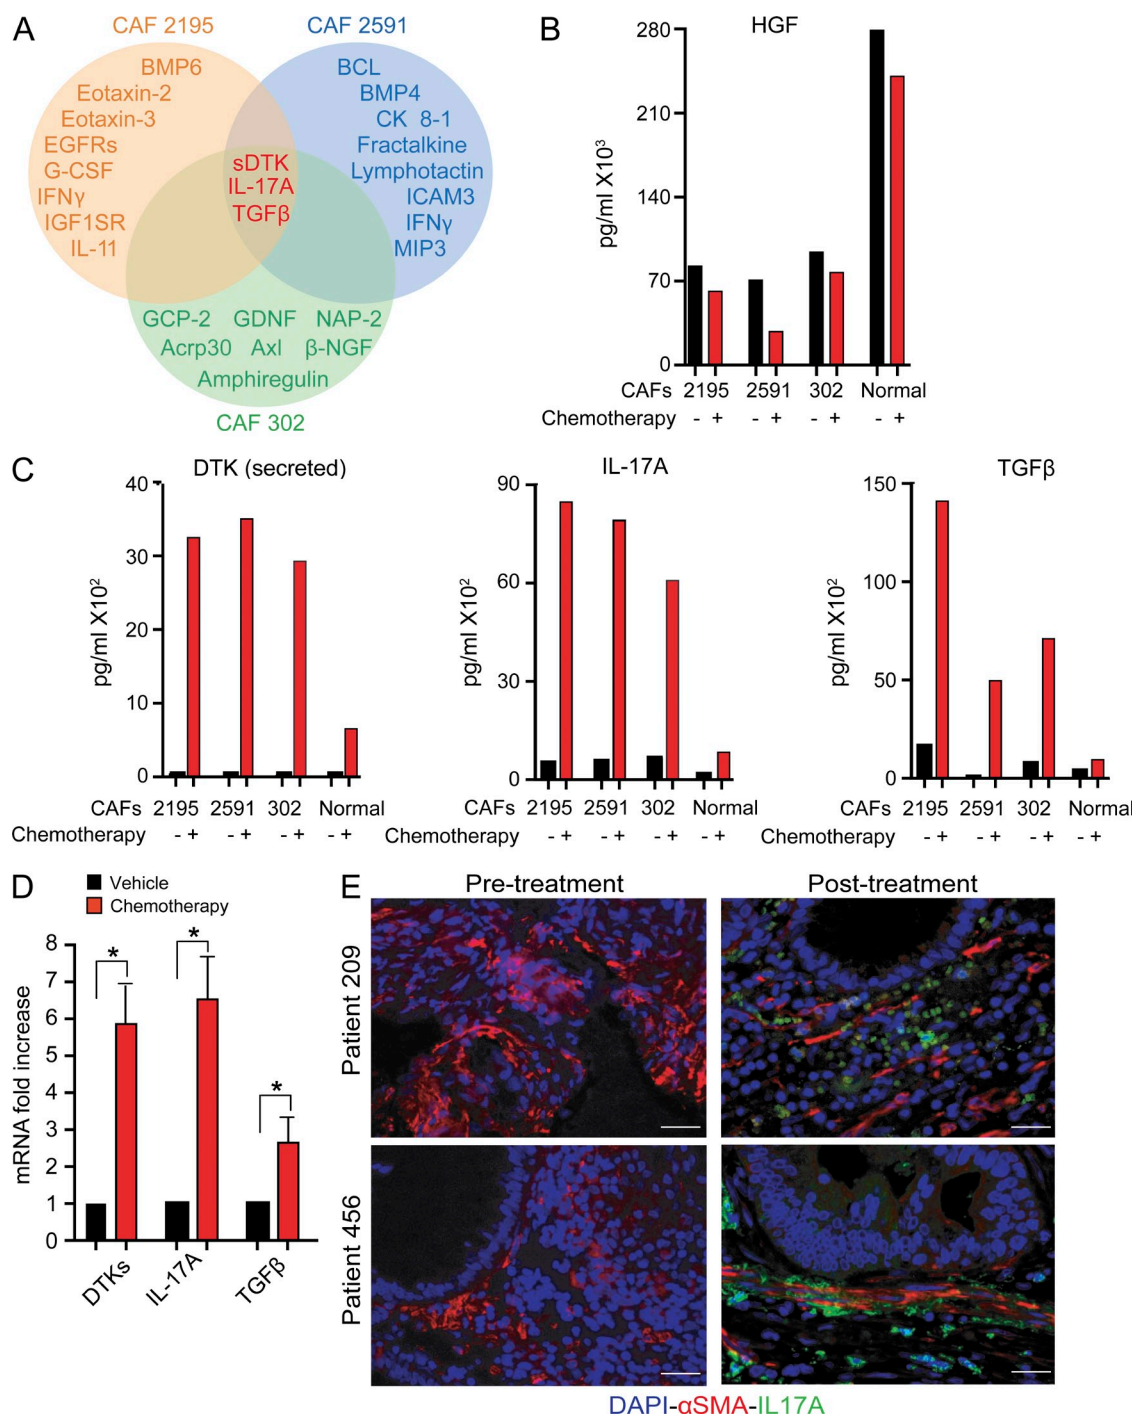 A
CAF 2195
CAF 2591
BMP6
Eotaxin-2
Eotaxin-3
EGFRs
G-CSF
IFNγ
IGF1SR
IL-11
BCL
BMP4
CK 8-1
Fractalkine
Lymphotactin
ICAM3
IFNγ
MIP3
sDTK
IL-17A
TGFβ
GCP-2 GDNF NAP-2
Acrp30 Axl β-NGF
Amphiregulin
CAF 302
B
HGF
pg/ml X10³
280
210
140
70
0
CAFs 2195 2591 302 Normal
Chemotherapy - + - + - + - +
C
DTK (secreted)
pg/ml X10²
40
30
20
10
0
CAFs 2195 2591 302 Normal
Chemotherapy - + - + - + - +
IL-17A
pg/ml X10²
90
60
30
0
CAFs 2195 2591 302 Normal
Chemotherapy - + - + - + - +
TGFβ
pg/ml X10²
150
100
50
0
CAFs 2195 2591 302 Normal
Chemotherapy - + - + - + - +
D
Vehicle
Chemotherapy
mRNA fold increase
8
7
6
5
4
3
2
1
0
* * *
DTKs IL-17A TGFβ
E
Pre-treatment Post-treatment
Patient 209
Patient 456
DAPI-αSMA-IL17A